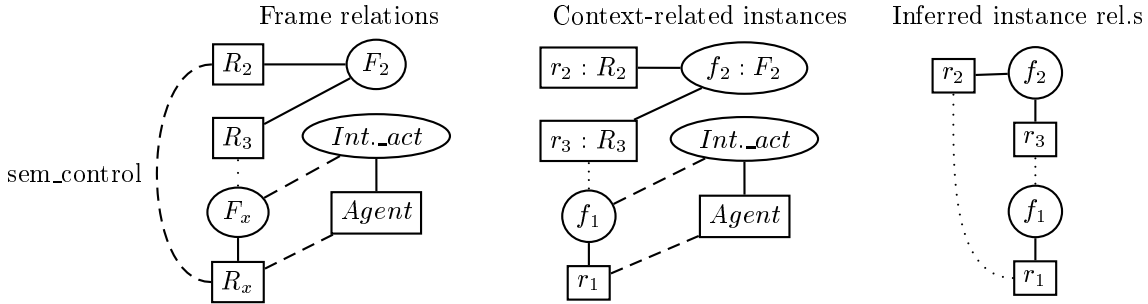 Frame relations
Context-related instances
Inferred instance rel.s
R2
F2
R3
Int._act
sem_control
Fx
Agent
Rx
r2 : R2
f2 : F2
r3 : R3
Int._act
f1
Agent
r1
r2
f2
r3
f1
r1